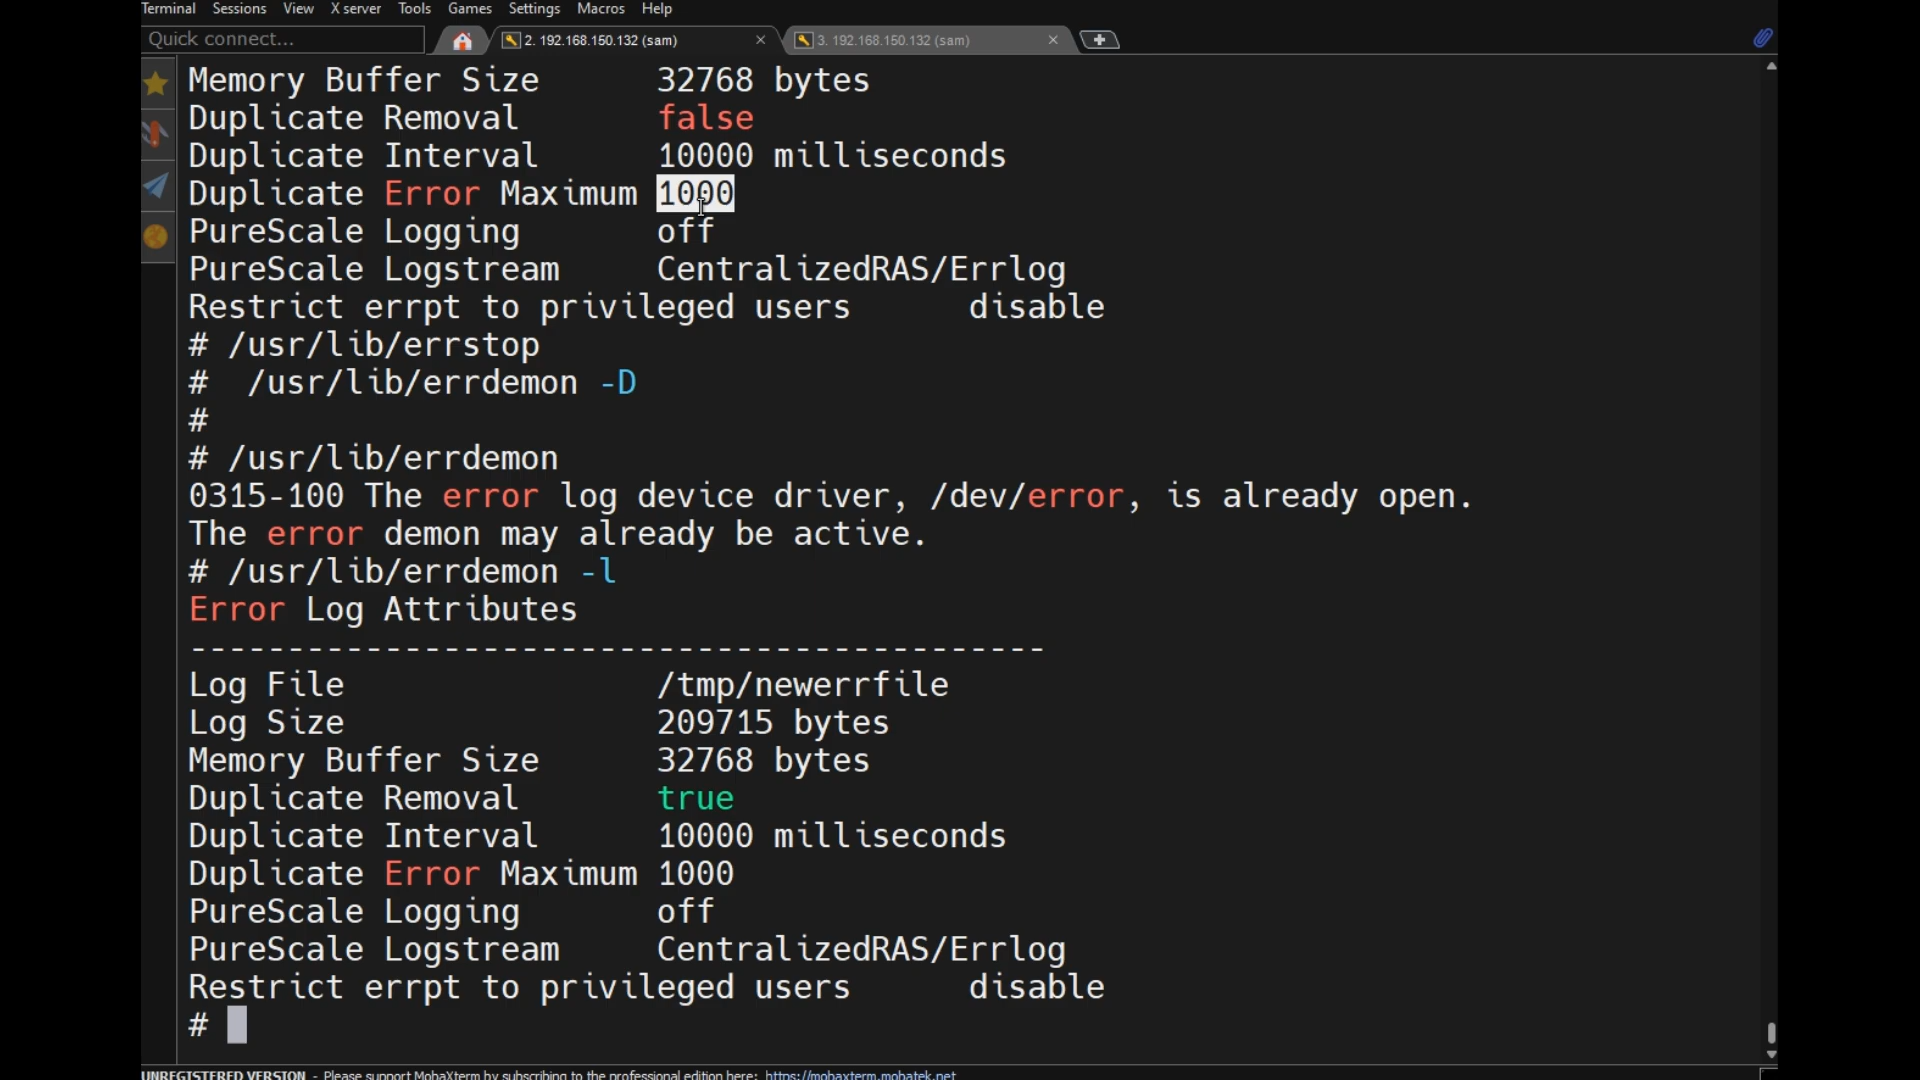 Terminal Sessions View X server Tools Games Settings Macros Help
Quick connect...
2. 192.168.150.132 (sam)
3. 192.168.150.132 (sam)
Memory Buffer Size 32768 bytes
Duplicate Removal false
Duplicate Interval 10000 milliseconds
Duplicate Error Maximum 1000
PureScale Logging off
PureScale Logstream CentralizedRAS/Errlog
Restrict errpt to privileged users disable
# /usr/lib/errstop
# /usr/lib/errdemon -D
#
# /usr/lib/errdemon
0315-100 The error log device driver, /dev/error, is already open.
The error demon may already be active.
# /usr/lib/errdemon -l
Error Log Attributes
--------------------------------------------
Log File /tmp/newerrfile
Log Size 209715 bytes
Memory Buffer Size 32768 bytes
Duplicate Removal true
Duplicate Interval 10000 milliseconds
Duplicate Error Maximum 1000
PureScale Logging off
PureScale Logstream CentralizedRAS/Errlog
Restrict errpt to privileged users disable
#
UNREGISTERED VERSION - Please support MobaXterm by subscribing to the professional edition here: https://mobaxterm.mobatek.net